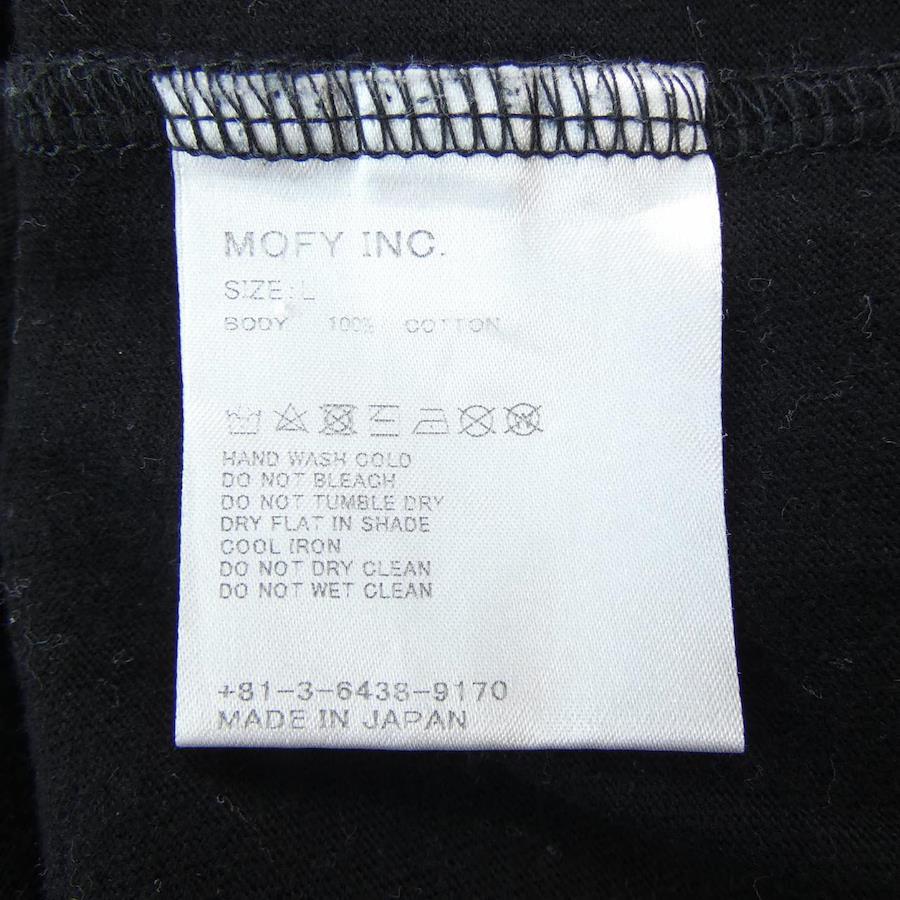 MOFY INC.
SIZE:L
BODY 100% COTTON
HAND WASH COLD
DO NOT BLEACH
DO NOT TUMBLE DRY
DRY FLAT IN SHADE
COOL IRON
DO NOT DRY CLEAN
DO NOT WET CLEAN
+81-3-6438-9170
MADE IN JAPAN